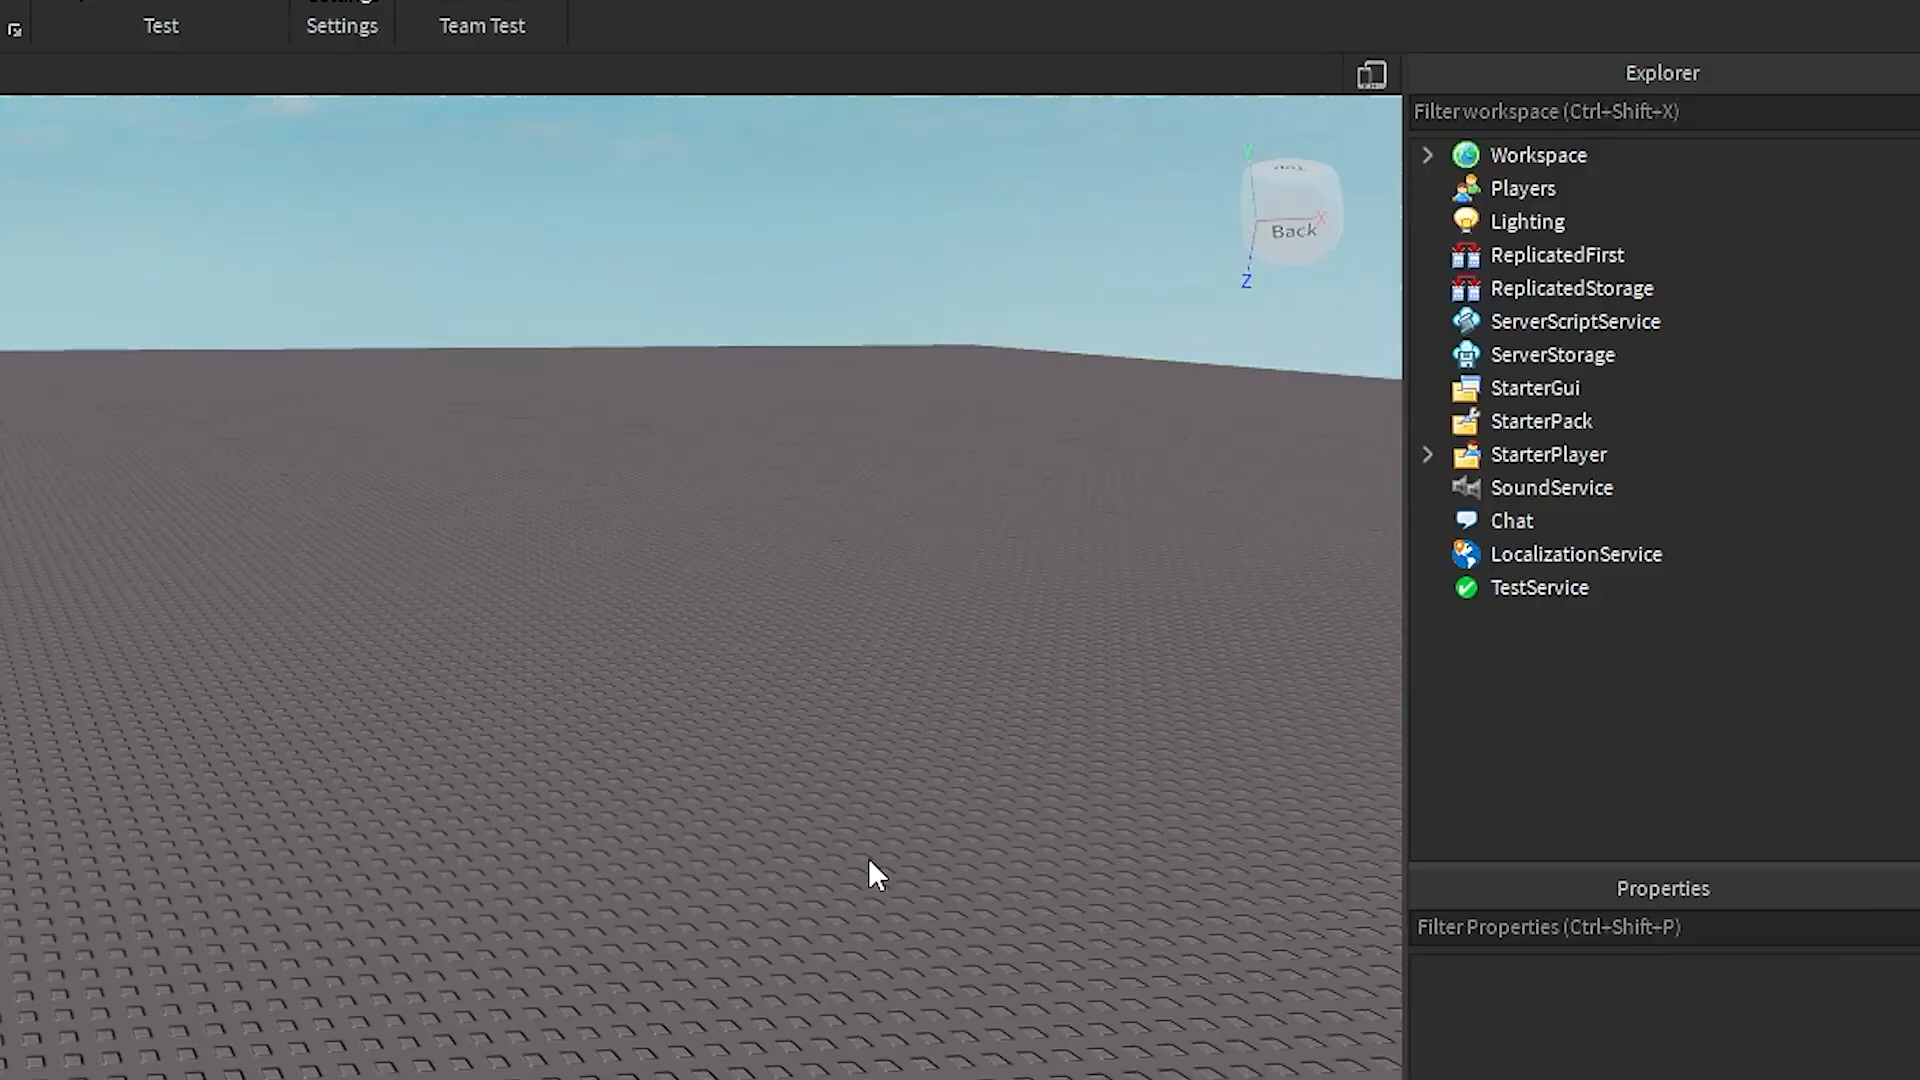 Test
Settings
Team Test
Explorer
Filter workspace (Ctrl+Shift+X)
Workspace
Players
Lighting
ReplicatedFirst
ReplicatedStorage
ServerScriptService
ServerStorage
StarterGui
StarterPack
StarterPlayer
SoundService
Chat
LocalizationService
TestService
Y
X
Back
Z
Properties
Filter Properties (Ctrl+Shift+P)